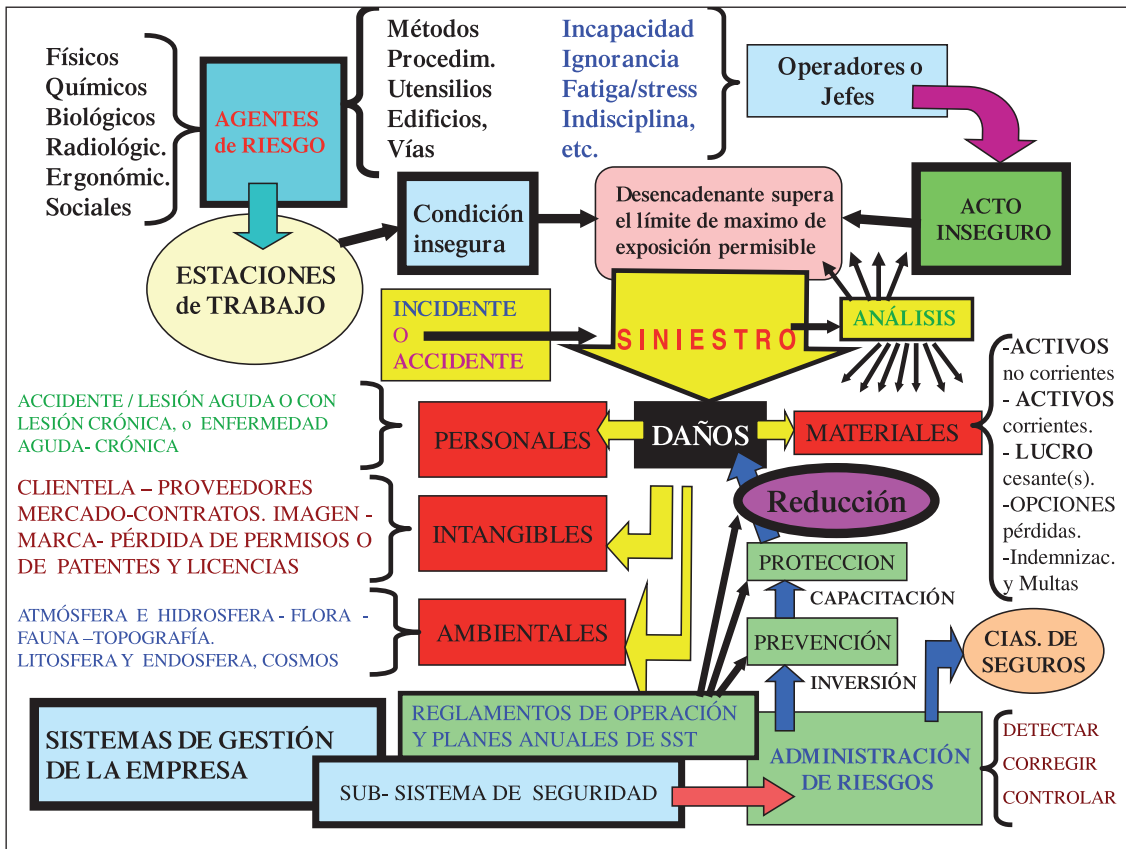 Físicos
Químicos
Biológicos
Radiológic.
Ergonómic.
Sociales
AGENTES
de RIESGO
Métodos
Procedim.
Utensilios
Edificios,
Vías
Incapacidad
Ignorancia
Fatiga/stress
Indisciplina,
etc.
Operadores o
Jefes
ESTACIONES
de TRABAJO
Condición
insegura
Desencadenante supera
el límite de maximo de
exposición permisible
ACTO
INSEGURO
INCIDENTE
O
ACCIDENTE
SINIESTRO
ANÁLISIS
-ACTIVOS
no corrientes
- ACTIVOS
corrientes.
- LUCRO
cesante(s).
-OPCIONES
pérdidas.
-Indemnizac.
y Multas
ACCIDENTE / LESIÓN AGUDA O CON
LESIÓN CRÓNICA, o ENFERMEDAD
AGUDA- CRÓNICA
PERSONALES
DAÑOS
MATERIALES
CLIENTELA – PROVEEDORES
MERCADO-CONTRATOS. IMAGEN -
MARCA- PÉRDIDA DE PERMISOS O
DE PATENTES Y LICENCIAS
INTANGIBLES
Reducción
PROTECCION
CAPACITACIÓN
ATMÓSFERA E HIDROSFERA - FLORA -
FAUNA –TOPOGRAFÍA.
LITOSFERA Y ENDOSFERA, COSMOS
AMBIENTALES
PREVENCIÓN
INVERSIÓN
CIAS. DE
SEGUROS
REGLAMENTOS DE OPERACIÓN
Y PLANES ANUALES DE SST
SISTEMAS DE GESTIÓN
DE LA EMPRESA
SUB- SISTEMA DE SEGURIDAD
ADMINISTRACIÓN
DE RIESGOS
DETECTAR
CORREGIR
CONTROLAR